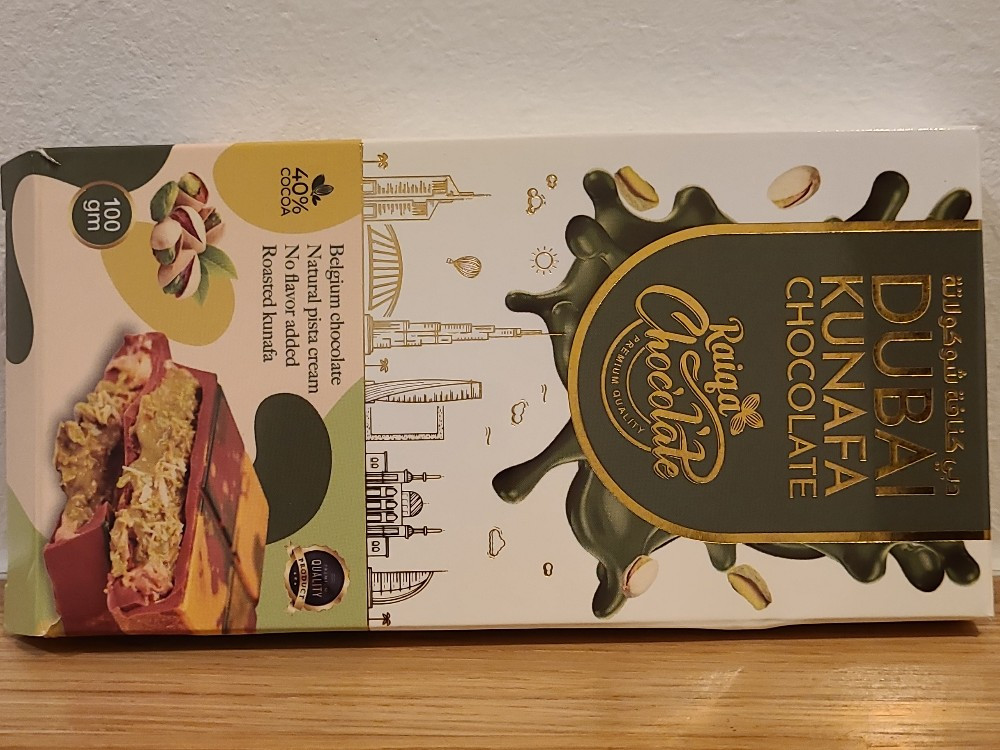 دبي كنافة شوكولاتة
DUBAI
KUNAFA
CHOCOLATE
Raiqa
Chocolate
PREMIUM QUALITY
40%
COCOA
Belgium chocolate
Natural pista cream
No flavor added
Roasted kunafa
100
gm
QUALITY
PRODUCT